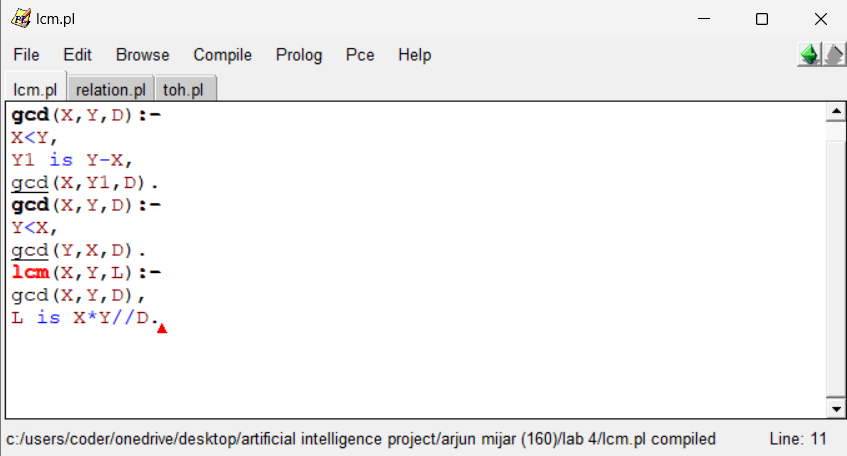 lcm.pl
File Edit Browse Compile Prolog Pce Help
lcm.pl relation.pl toh.pl
gcd(X,Y,D):-
X<Y,
Y1 is Y-X,
gcd(X,Y1,D).
gcd(X,Y,D):-
Y<X,
gcd(Y,X,D).
lcm(X,Y,L):-
gcd(X,Y,D),
L is X*Y//D.
c:/users/coder/onedrive/desktop/artificial intelligence project/arjun mijar (160)/lab 4/lcm.pl compiled Line: 11